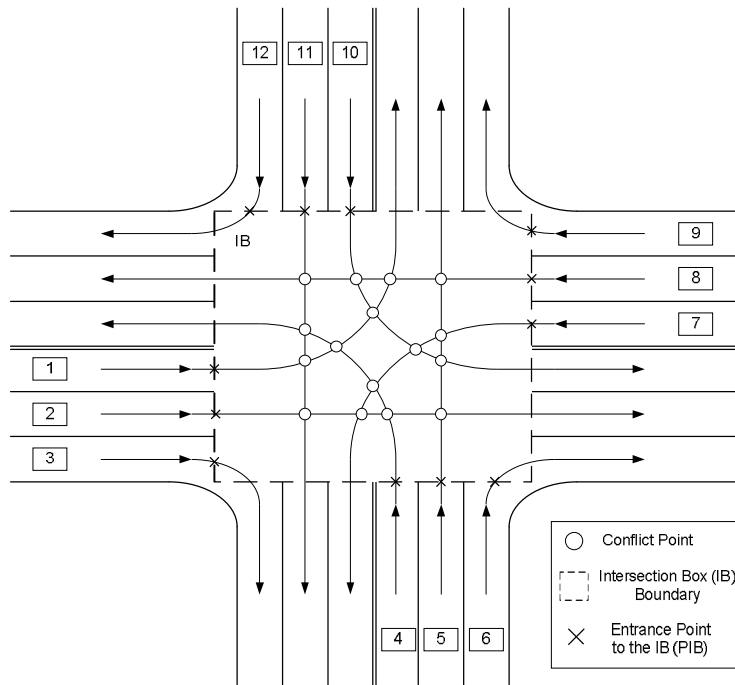 12
11
10
IB
9
8
7
1
2
3
4
5
6
Conflict Point
Intersection Box (IB)
Boundary
Entrance Point
to the IB (PIB)